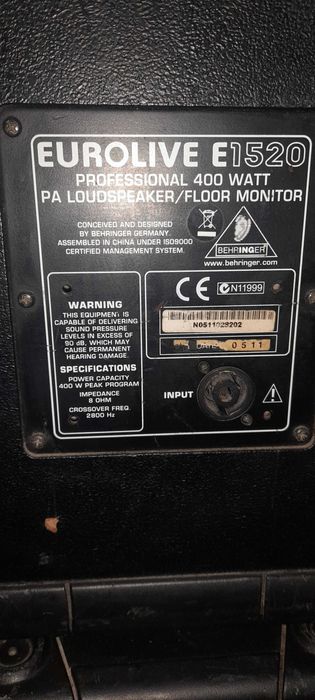 EUROLIVE E1520
PROFESSIONAL 400 WATT
PA LOUDSPEAKER/FLOOR MONITOR
CONCEIVED AND DESIGNED
BY BEHRINGER GERMANY.
ASSEMBLED IN CHINA UNDER ISO9000
CERTIFIED MANAGEMENT SYSTEM.
BEHRINGER
www.behringer.com
WARNING
THIS EQUIPMENT IS
CAPABLE OF DELIVERING
SOUND PRESSURE
LEVELS IN EXCESS OF
90 dB, WHICH MAY
CAUSE PERMANENT
HEARING DAMAGE.
SPECIFICATIONS
POWER CAPACITY
400 W PEAK PROGRAM
IMPEDANCE
8 OHM
CROSSOVER FREQ.
2800 Hz
CE N11999
N0511029202
DATE 0511
INPUT